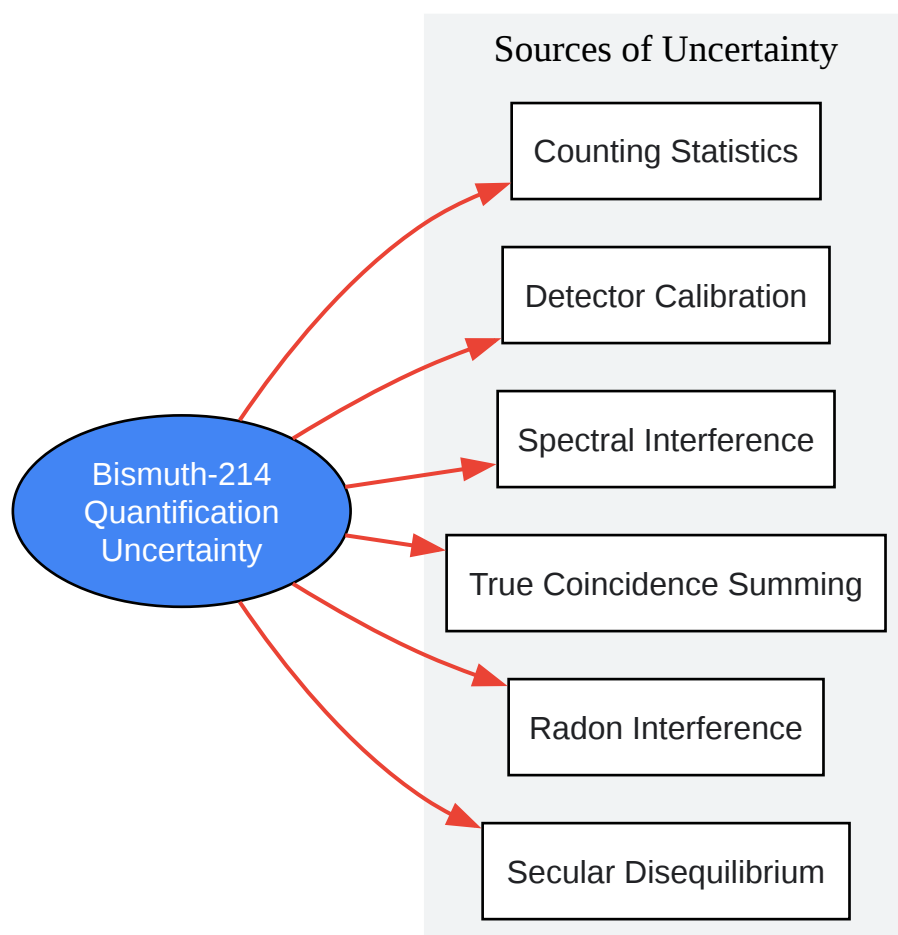 Sources of Uncertainty
Counting Statistics
Detector Calibration
Spectral Interference
Bismuth-214
Quantification
Uncertainty
True Coincidence Summing
Radon Interference
Secular Disequilibrium